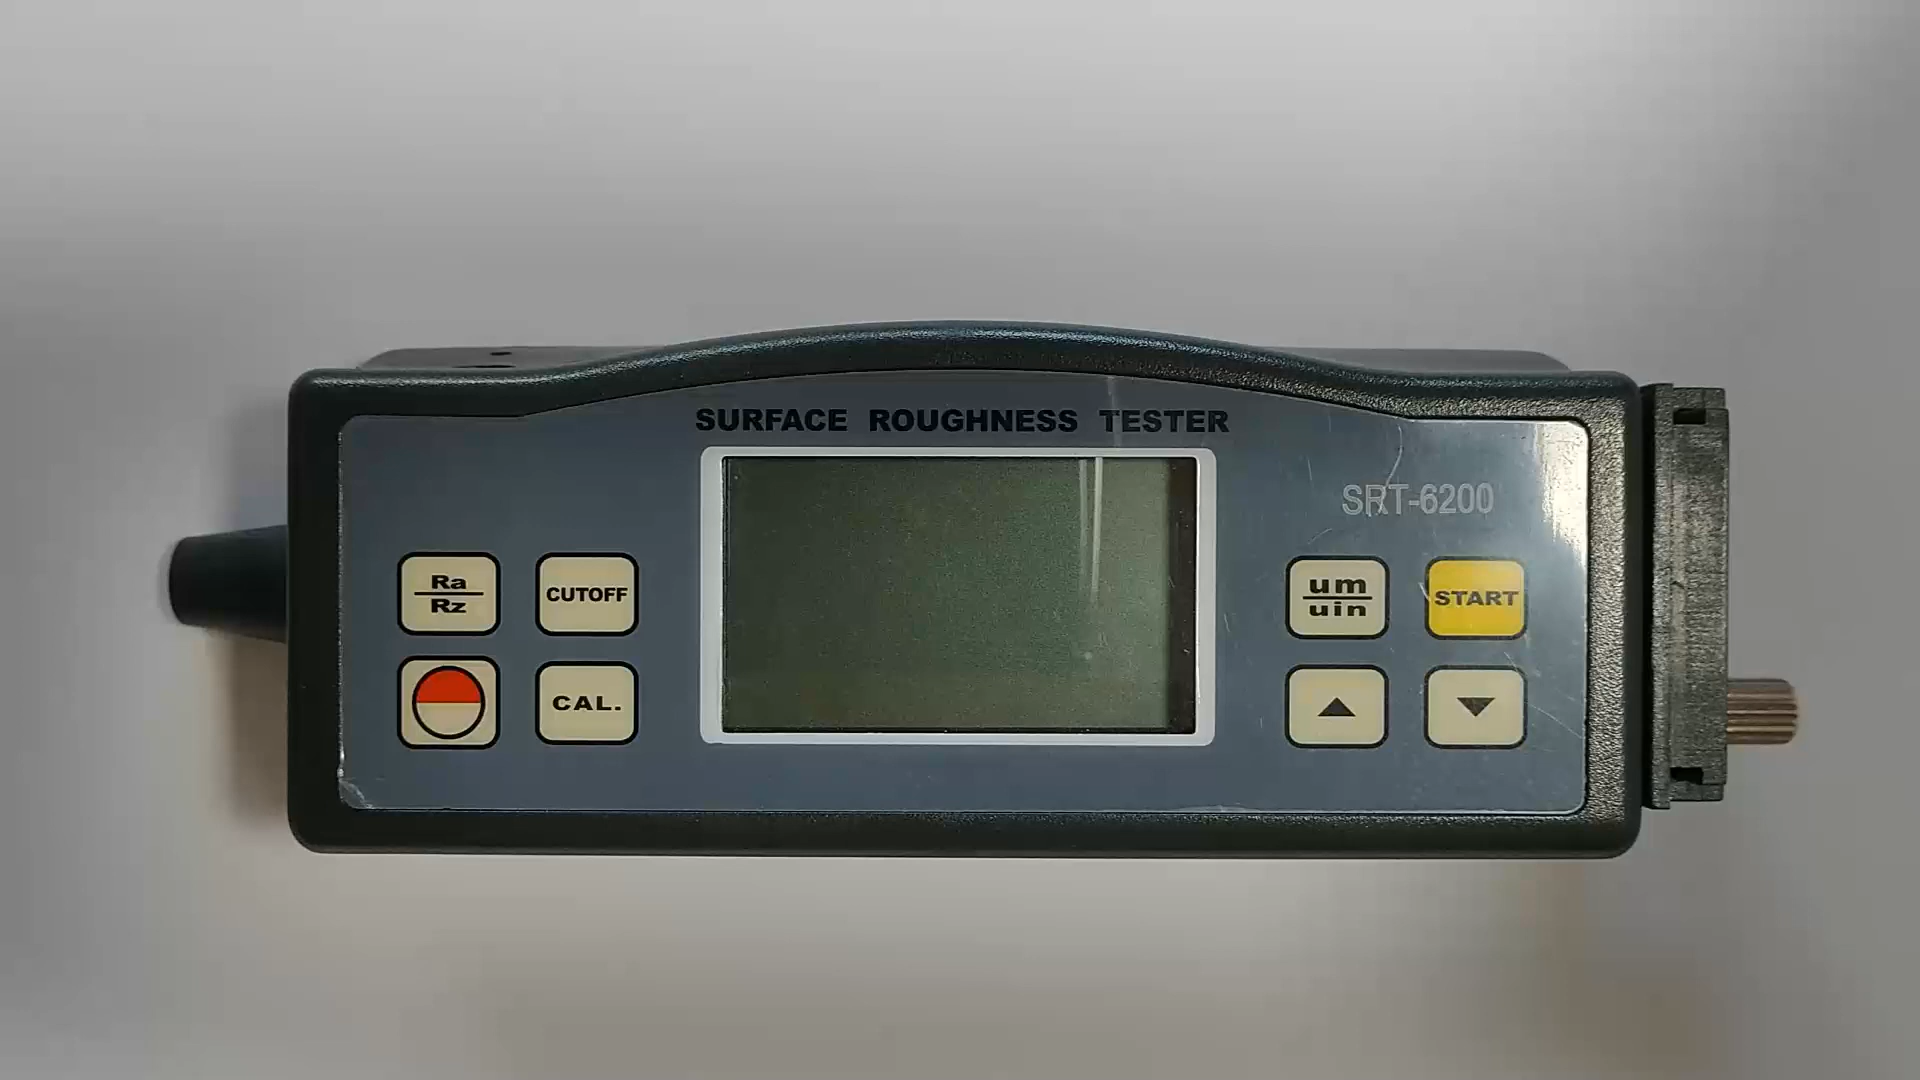 SURFACE ROUGHNESS TESTER
SRT-6200
Ra
Rz
CUTOFF
um
uin
START
CAL.